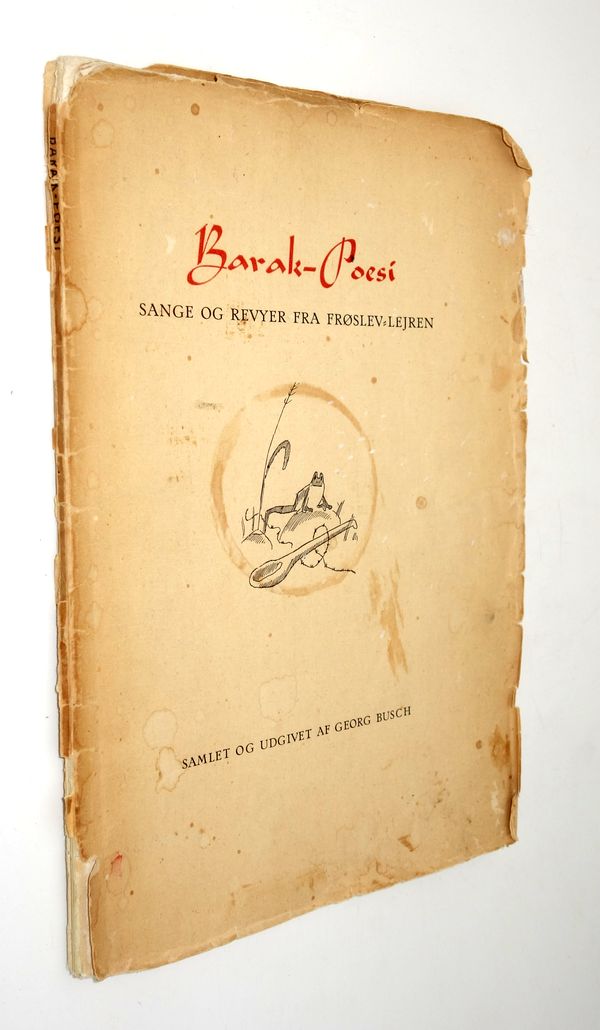 BARAK-POESI
Barak-Poesi
SANGE OG REVYER FRA FRØSLEV-LEJREN
SAMLET OG UDGIVET AF GEORG BUSCH